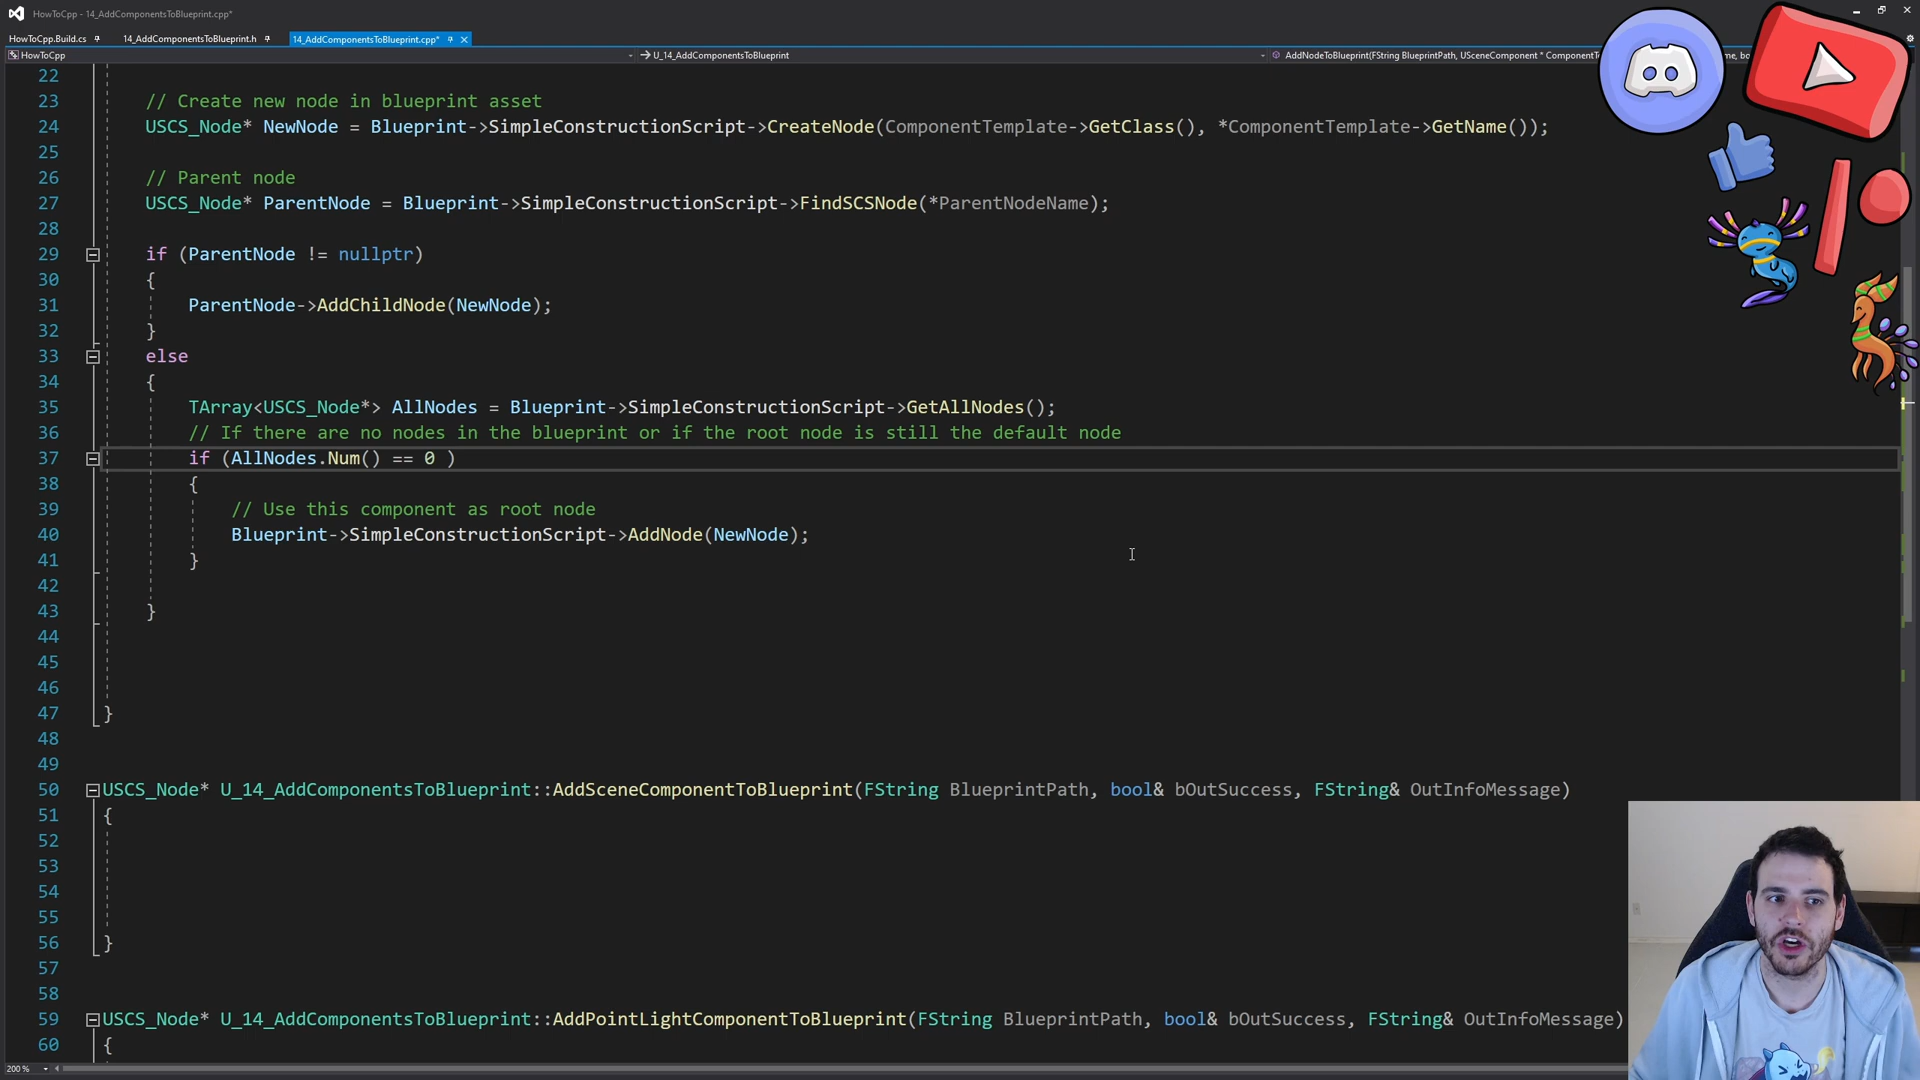 HowToCpp - 14_AddComponentsToBlueprint.cpp*
HowToCpp.Build.cs
14_AddComponentsToBlueprint.h
14_AddComponentsToBlueprint.cpp*
HowToCpp
U_14_AddComponentsToBlueprint
AddNodeToBlueprint(FString BlueprintPath, USceneComponent * ComponentTe
22
23 // Create new node in blueprint asset
24 USCS_Node* NewNode = Blueprint->SimpleConstructionScript->CreateNode(ComponentTemplate->GetClass(), *ComponentTemplate->GetName());
25
26 // Parent node
27 USCS_Node* ParentNode = Blueprint->SimpleConstructionScript->FindSCSNode(*ParentNodeName);
28
29 if (ParentNode != nullptr)
30 {
31 ParentNode->AddChildNode(NewNode);
32 }
33 else
34 {
35 TArray<USCS_Node*> AllNodes = Blueprint->SimpleConstructionScript->GetAllNodes();
36 // If there are no nodes in the blueprint or if the root node is still the default node
37 if (AllNodes.Num() == 0 )
38 {
39 // Use this component as root node
40 Blueprint->SimpleConstructionScript->AddNode(NewNode);
41 }
42
43 }
44
45
46
47 }
48
49
50 USCS_Node* U_14_AddComponentsToBlueprint::AddSceneComponentToBlueprint(FString BlueprintPath, bool& bOutSuccess, FString& OutInfoMessage)
51 {
52
53
54
55
56 }
57
58
59 USCS_Node* U_14_AddComponentsToBlueprint::AddPointLightComponentToBlueprint(FString BlueprintPath, bool& bOutSuccess, FString& OutInfoMessage)
60 {
200 %